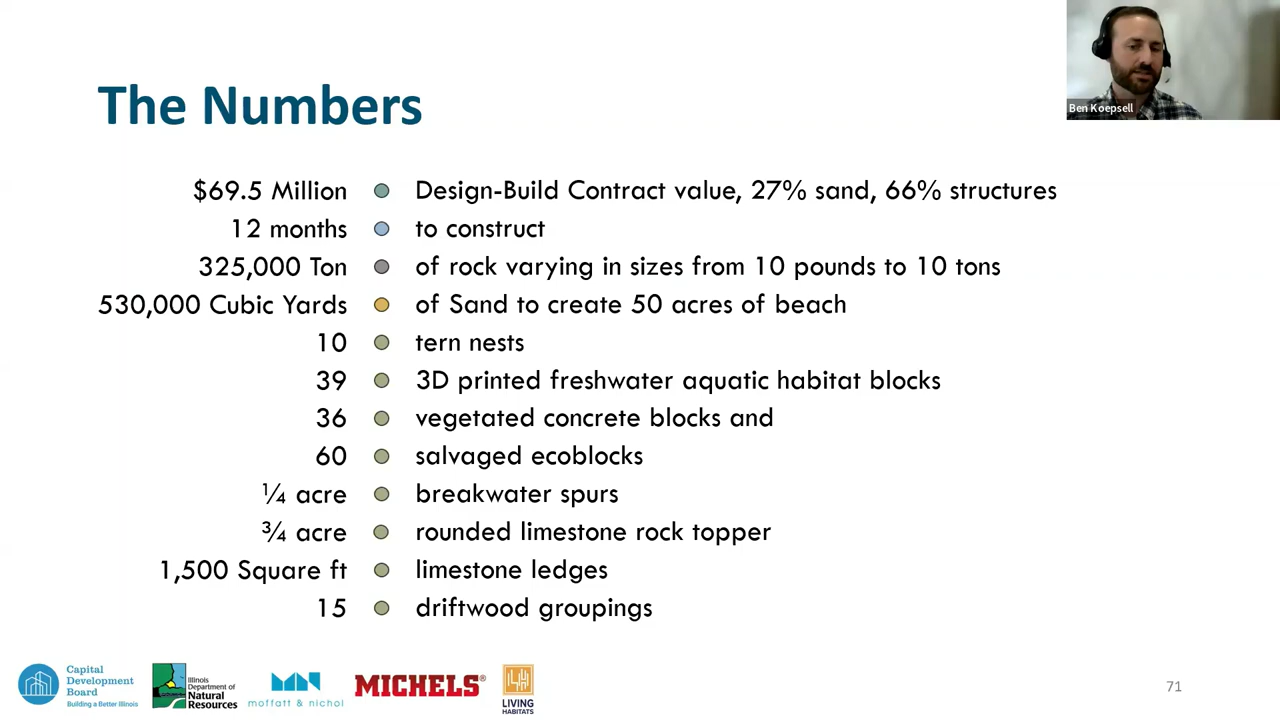 Ben Koepsell
The Numbers
$69.5 Million Design-Build Contract value, 27% sand, 66% structures
12 months to construct
325,000 Ton of rock varying in sizes from 10 pounds to 10 tons
530,000 Cubic Yards of Sand to create 50 acres of beach
10 tern nests
39 3D printed freshwater aquatic habitat blocks
36 vegetated concrete blocks and
60 salvaged ecoblocks
¼ acre breakwater spurs
¾ acre rounded limestone rock topper
1,500 Square ft limestone ledges
15 driftwood groupings
Capital
Development
Board
Building a Better Illinois
Illinois
Department of
Natural
Resources
moffatt & nichol
MICHELS®
LIVING
HABITATS
71